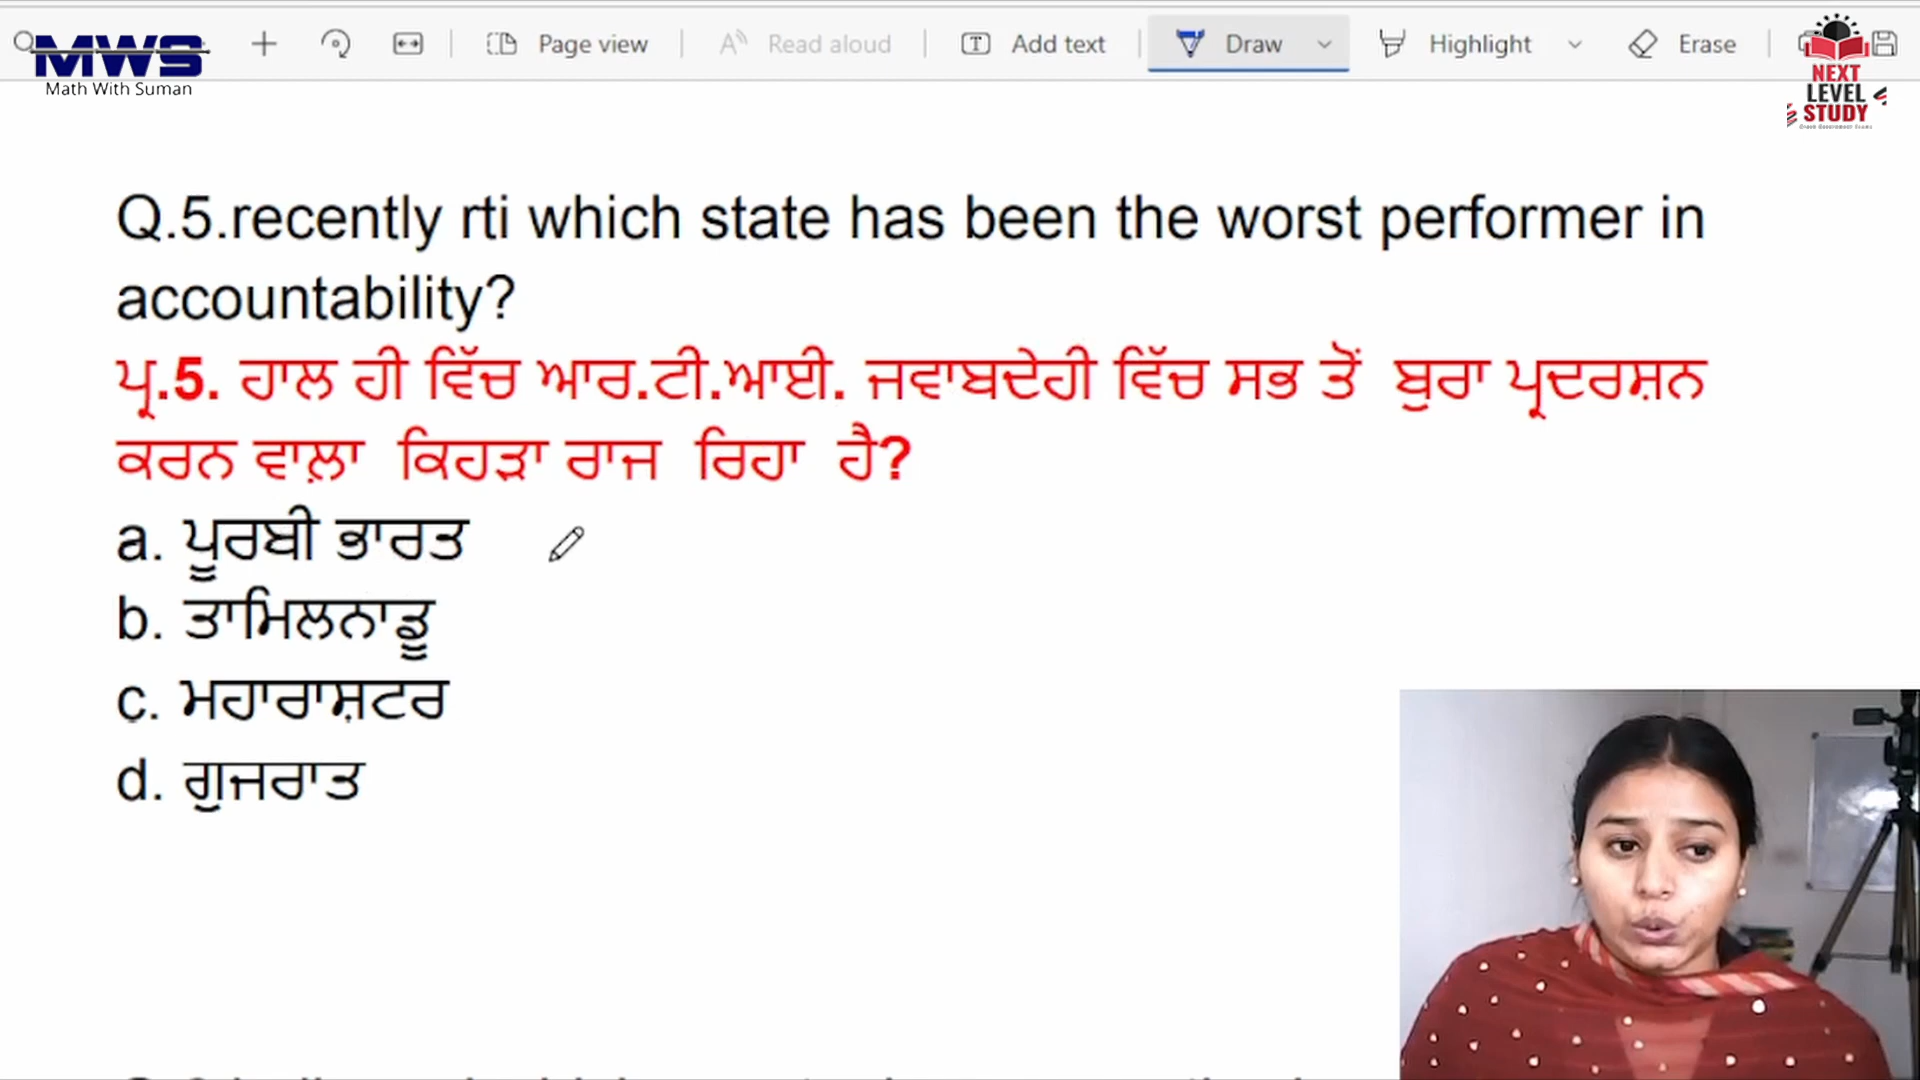 MWS
Math With Suman
Page view
Read aloud
Add text
Draw
Highlight
Erase
NEXT
LEVEL
STUDY
Q.5.recently rti which state has been the worst performer in
accountability?
ਪ੍ਰ.5. ਹਾਲ ਹੀ ਵਿੱਚ ਆਰ.ਟੀ.ਆਈ. ਜਵਾਬਦੇਹੀ ਵਿੱਚ ਸਭ ਤੋਂ ਬੁਰਾ ਪ੍ਰਦਰਸ਼ਨ
ਕਰਨ ਵਾਲ਼ਾ ਕਿਹੜਾ ਰਾਜ ਰਿਹਾ ਹੈ?
a. ਪੂਰਬੀ ਭਾਰਤ
b. ਤਾਮਿਲਨਾਡੂ
c. ਮਹਾਰਾਸ਼ਟਰ
d. ਗੁਜਰਾਤ